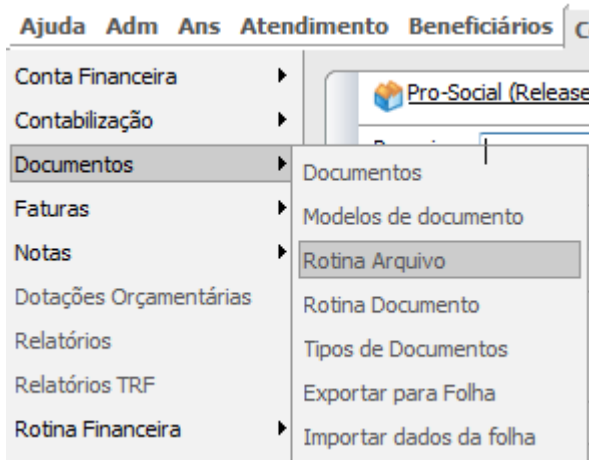 Ajuda Adm Ans Atendimento Beneficiários C
Pro-Social (Release
Conta Financeira
Contabilização
Documentos
Faturas
Notas
Dotações Orçamentárias
Relatórios
Relatórios TRF
Rotina Financeira
Documentos
Modelos de documento
Rotina Arquivo
Rotina Documento
Tipos de Documentos
Exportar para Folha
Importar dados da folha